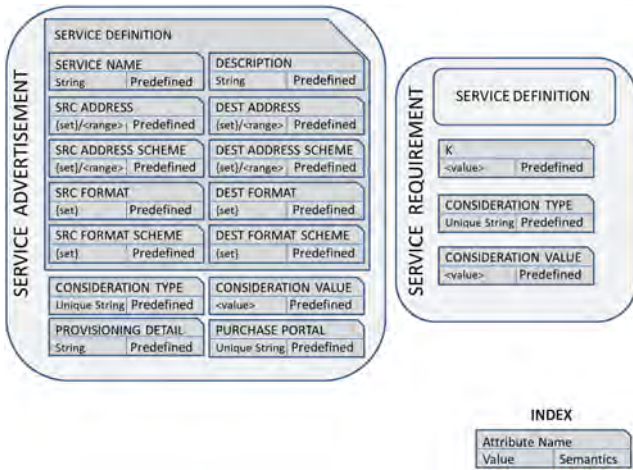 SERVICE ADVERTISEMENT
SERVICE DEFINITION
SERVICE NAME
String Predefined
DESCRIPTION
String Predefined
SRC ADDRESS
{set}/<range> Predefined
DEST ADDRESS
{set}/<range> Predefined
SRC ADDRESS SCHEME
{set}/<range> Predefined
DEST ADDRESS SCHEME
{set}/<range> Predefined
SRC FORMAT
{set} Predefined
DEST FORMAT
{set} Predefined
SRC FORMAT SCHEME
{set} Predefined
DEST FORMAT SCHEME
{set} Predefined
CONSIDERATION TYPE
Unique String Predefined
CONSIDERATION VALUE
<value> Predefined
PROVISIONING DETAIL
String Predefined
PURCHASE PORTAL
Unique String Predefined
SERVICE REQUIREMENT
SERVICE DEFINITION
K
<value> Predefined
CONSIDERATION TYPE
Unique String Predefined
CONSIDERATION VALUE
<value> Predefined
INDEX
Attribute Name
Value Semantics